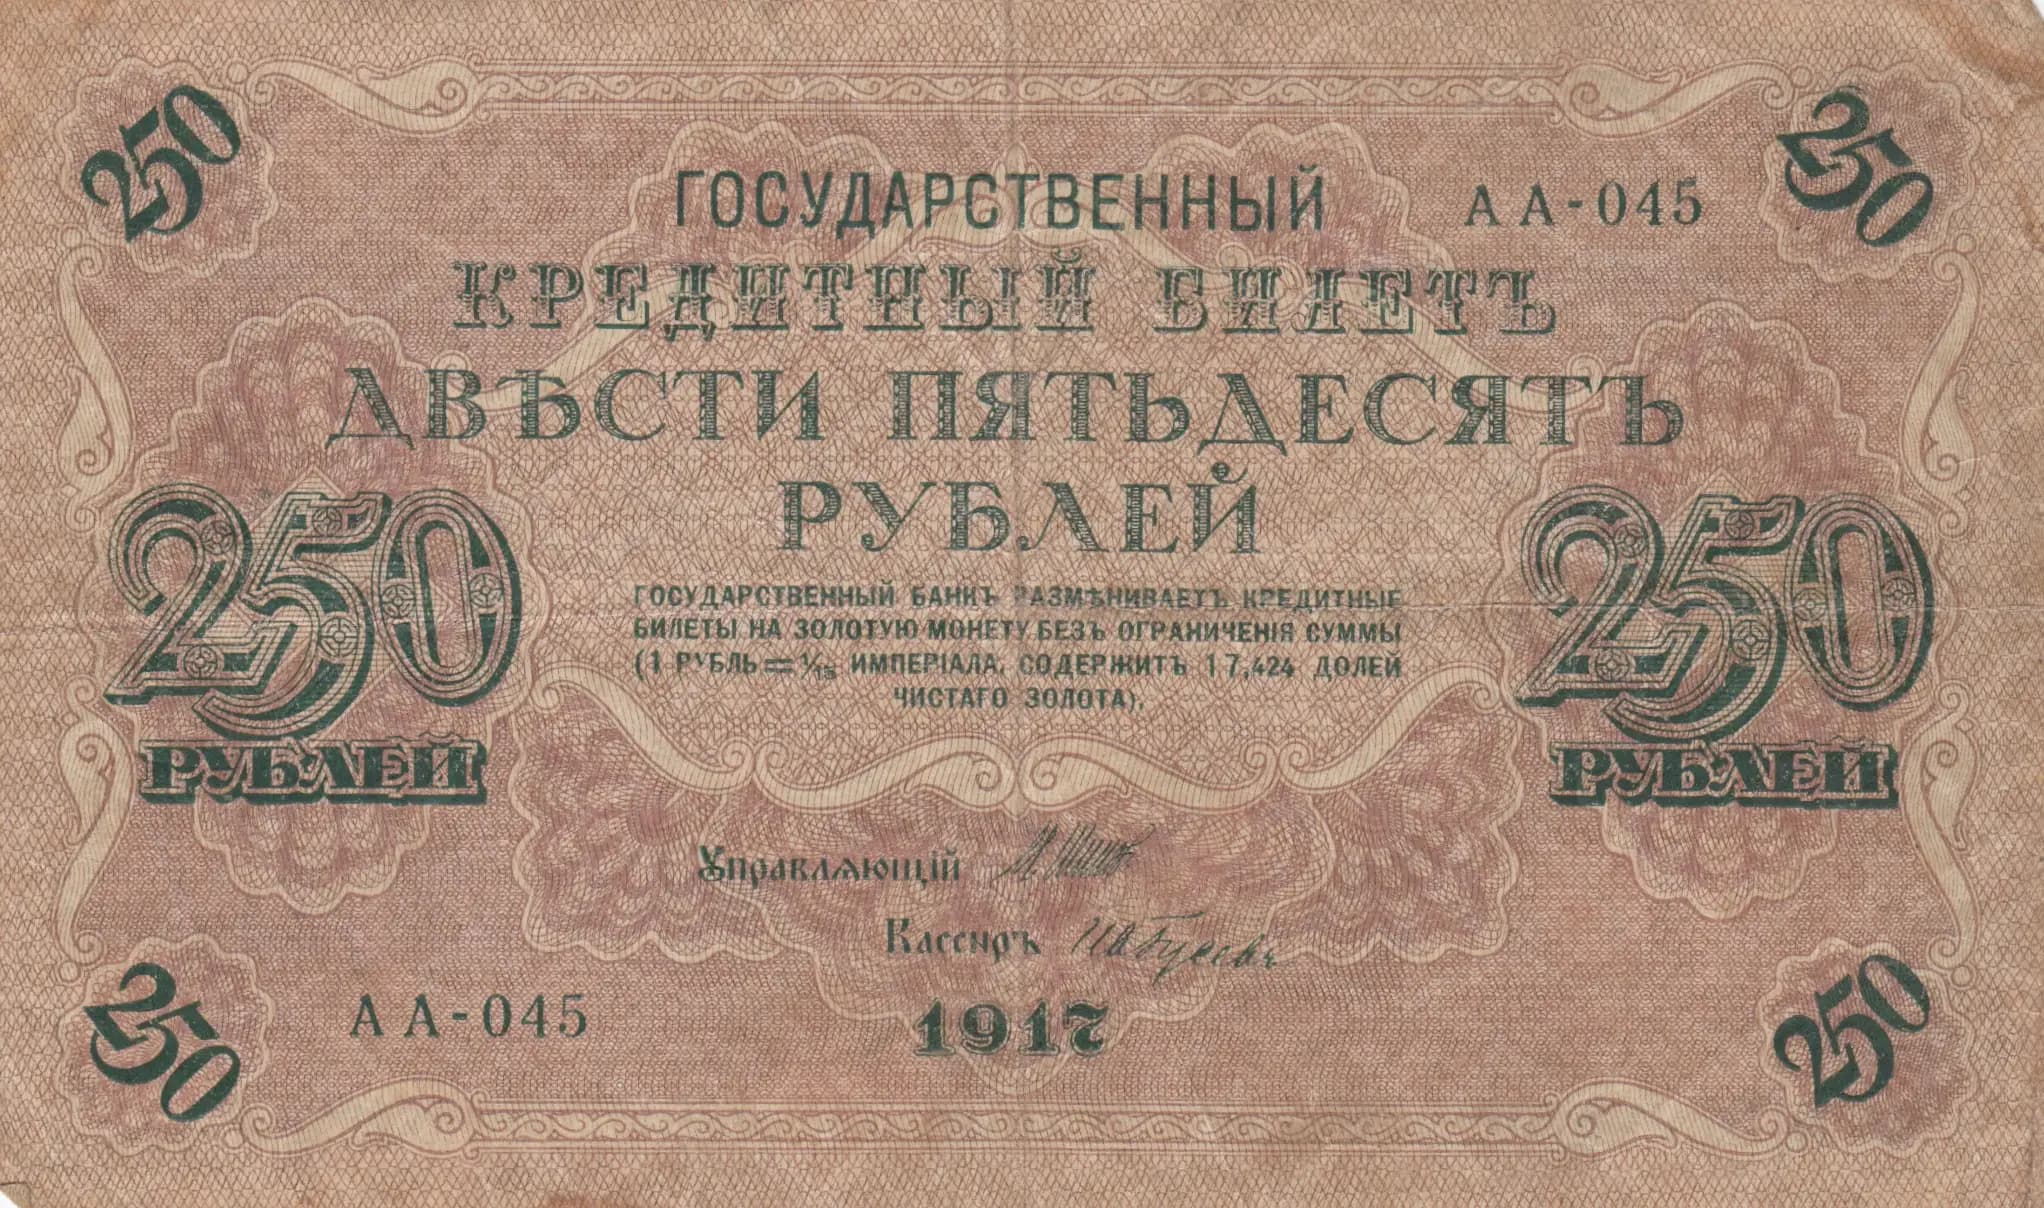 250
250
ГОСУДАРСТВЕННЫЙ
АА-045
КРЕДИТНЫЙ БИЛЕТЪ
ДВѢСТИ ПЯТЬДЕСЯТЪ
РУБЛЕЙ
250
РУБЛЕЙ
ГОСУДАРСТВЕННЫЙ БАНКЪ РАЗМѢНИВАЕТЪ КРЕДИТНЫЕ
БИЛЕТЫ НА ЗОЛОТУЮ МОНЕТУ БЕЗЪ ОГРАНИЧЕНІЯ СУММЫ
(1 РУБЛЬ = 1/15 ИМПЕРІАЛА, СОДЕРЖИТЪ 17,424 ДОЛЕЙ
ЧИСТАГО ЗОЛОТА).
250
РУБЛЕЙ
Управляющій
Кассиръ
АА-045
1917
250
250